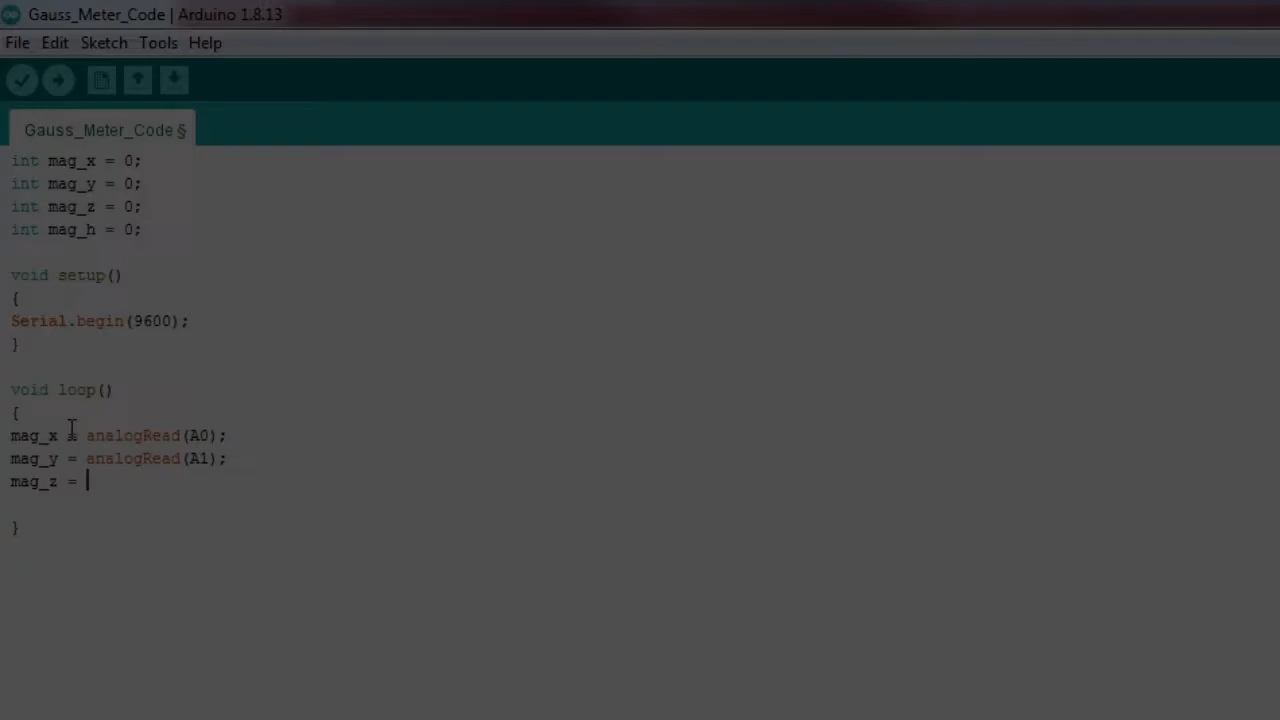 Gauss_Meter_Code | Arduino 1.8.13
File Edit Sketch Tools Help
Gauss_Meter_Code §
int mag_x = 0;
int mag_y = 0;
int mag_z = 0;
int mag_h = 0;
void setup()
{
Serial.begin(9600);
}
void loop()
{
mag_x = analogRead(A0);
mag_y = analogRead(A1);
mag_z =
}